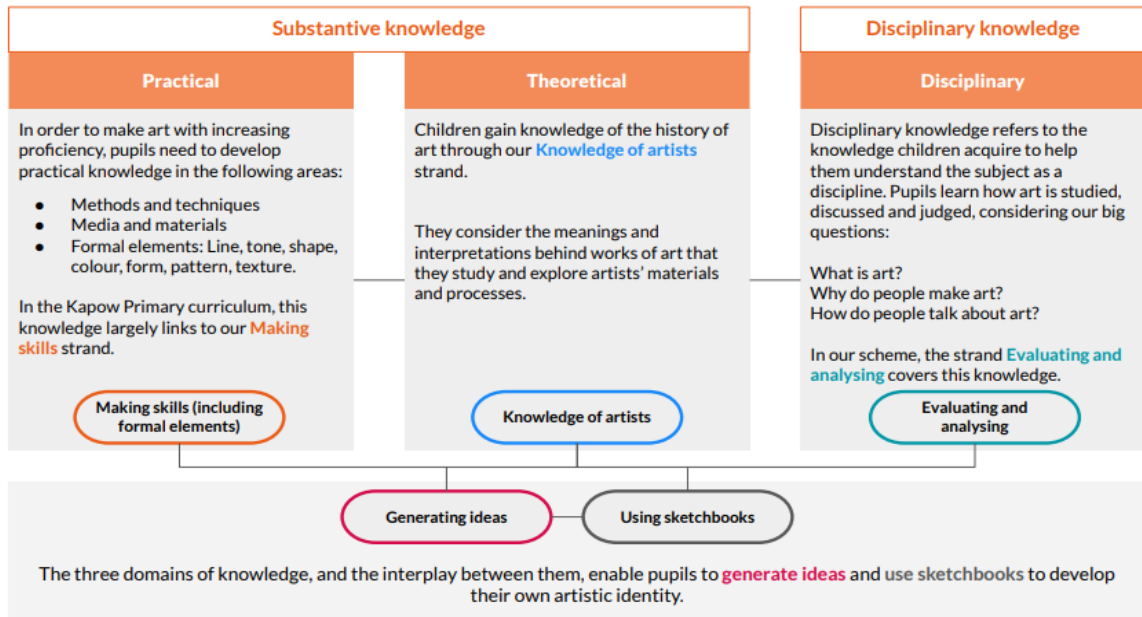 Substantive knowledge
Disciplinary knowledge
Practical
In order to make art with increasing
proficiency, pupils need to develop
practical knowledge in the following areas:
● Methods and techniques
● Media and materials
● Formal elements: Line, tone, shape,
colour, form, pattern, texture.
In the Kapow Primary curriculum, this
knowledge largely links to our Making
skills strand.
Making skills (including
formal elements)
Theoretical
Children gain knowledge of the history of
art through our Knowledge of artists
strand.
They consider the meanings and
interpretations behind works of art that
they study and explore artists’ materials
and processes.
Knowledge of artists
Disciplinary
Disciplinary knowledge refers to the
knowledge children acquire to help
them understand the subject as a
discipline. Pupils learn how art is studied,
discussed and judged, considering our big
questions:
What is art?
Why do people make art?
How do people talk about art?
In our scheme, the strand Evaluating and
analysing covers this knowledge.
Evaluating and
analysing
Generating ideas
Using sketchbooks
The three domains of knowledge, and the interplay between them, enable pupils to generate ideas and use sketchbooks to develop
their own artistic identity.